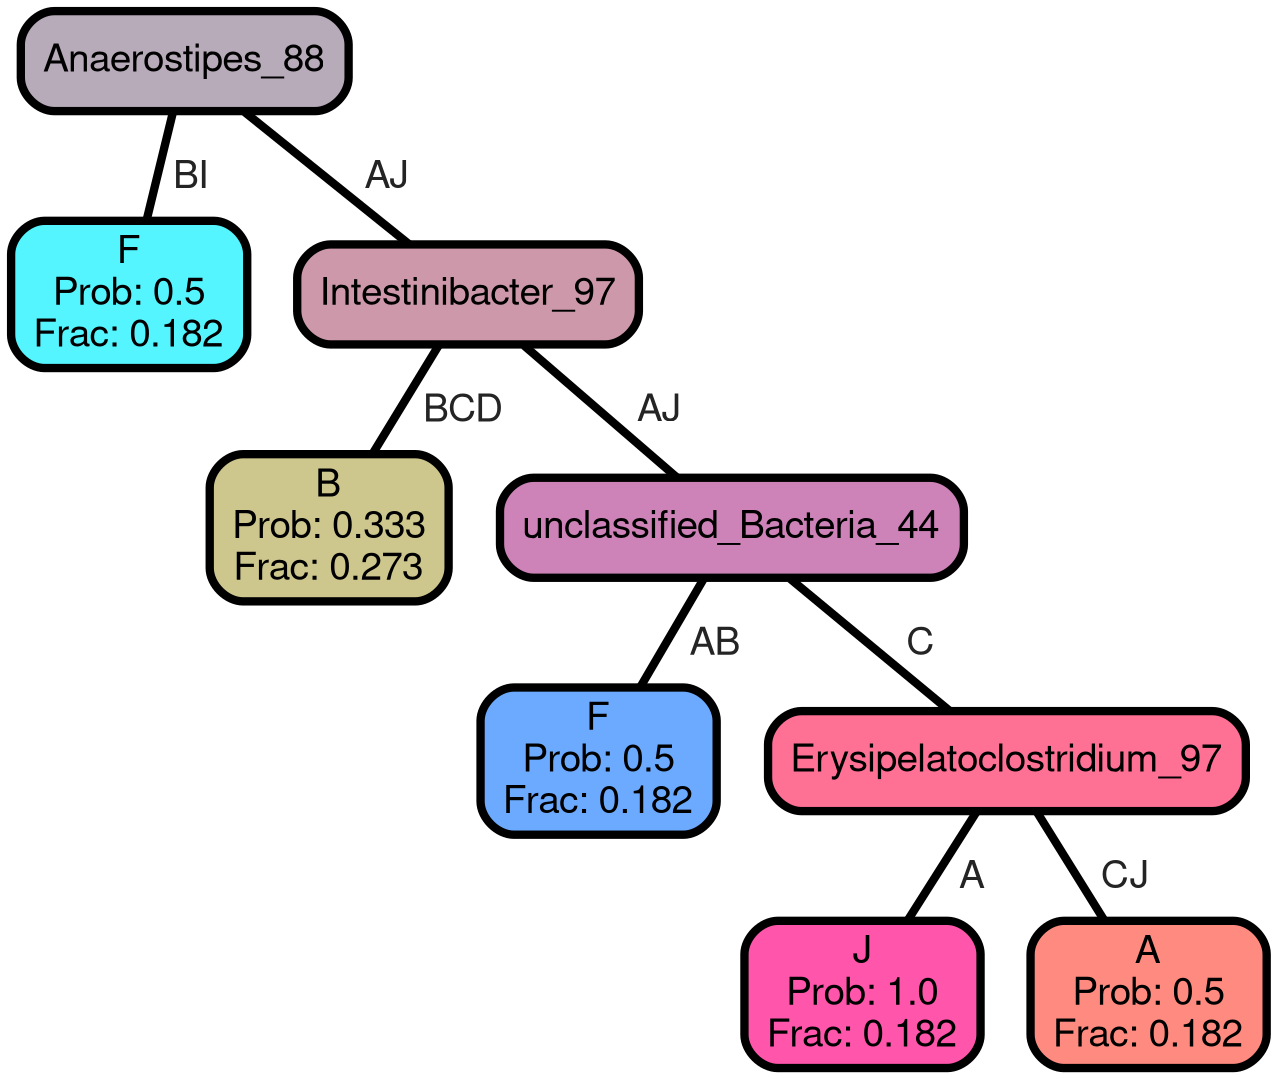 Anaerostipes_88
BI
AJ
F
Prob: 0.5
Frac: 0.182
Intestinibacter_97
BCD
AJ
B
Prob: 0.333
Frac: 0.273
unclassified_Bacteria_44
AB
C
F
Prob: 0.5
Frac: 0.182
Erysipelatoclostridium_97
A
CJ
J
Prob: 1.0
Frac: 0.182
A
Prob: 0.5
Frac: 0.182